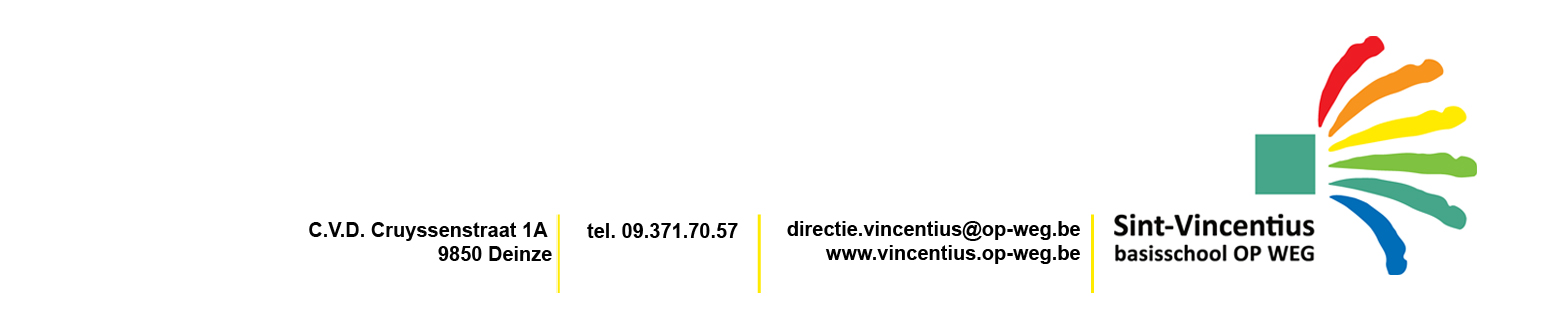 C.V.D. Cruyssenstraat 1A
9850 Deinze
tel. 09.371.70.57
directie.vincentius@op-weg.be
www.vincentius.op-weg.be
Sint-Vincentius
basisschool OP WEG